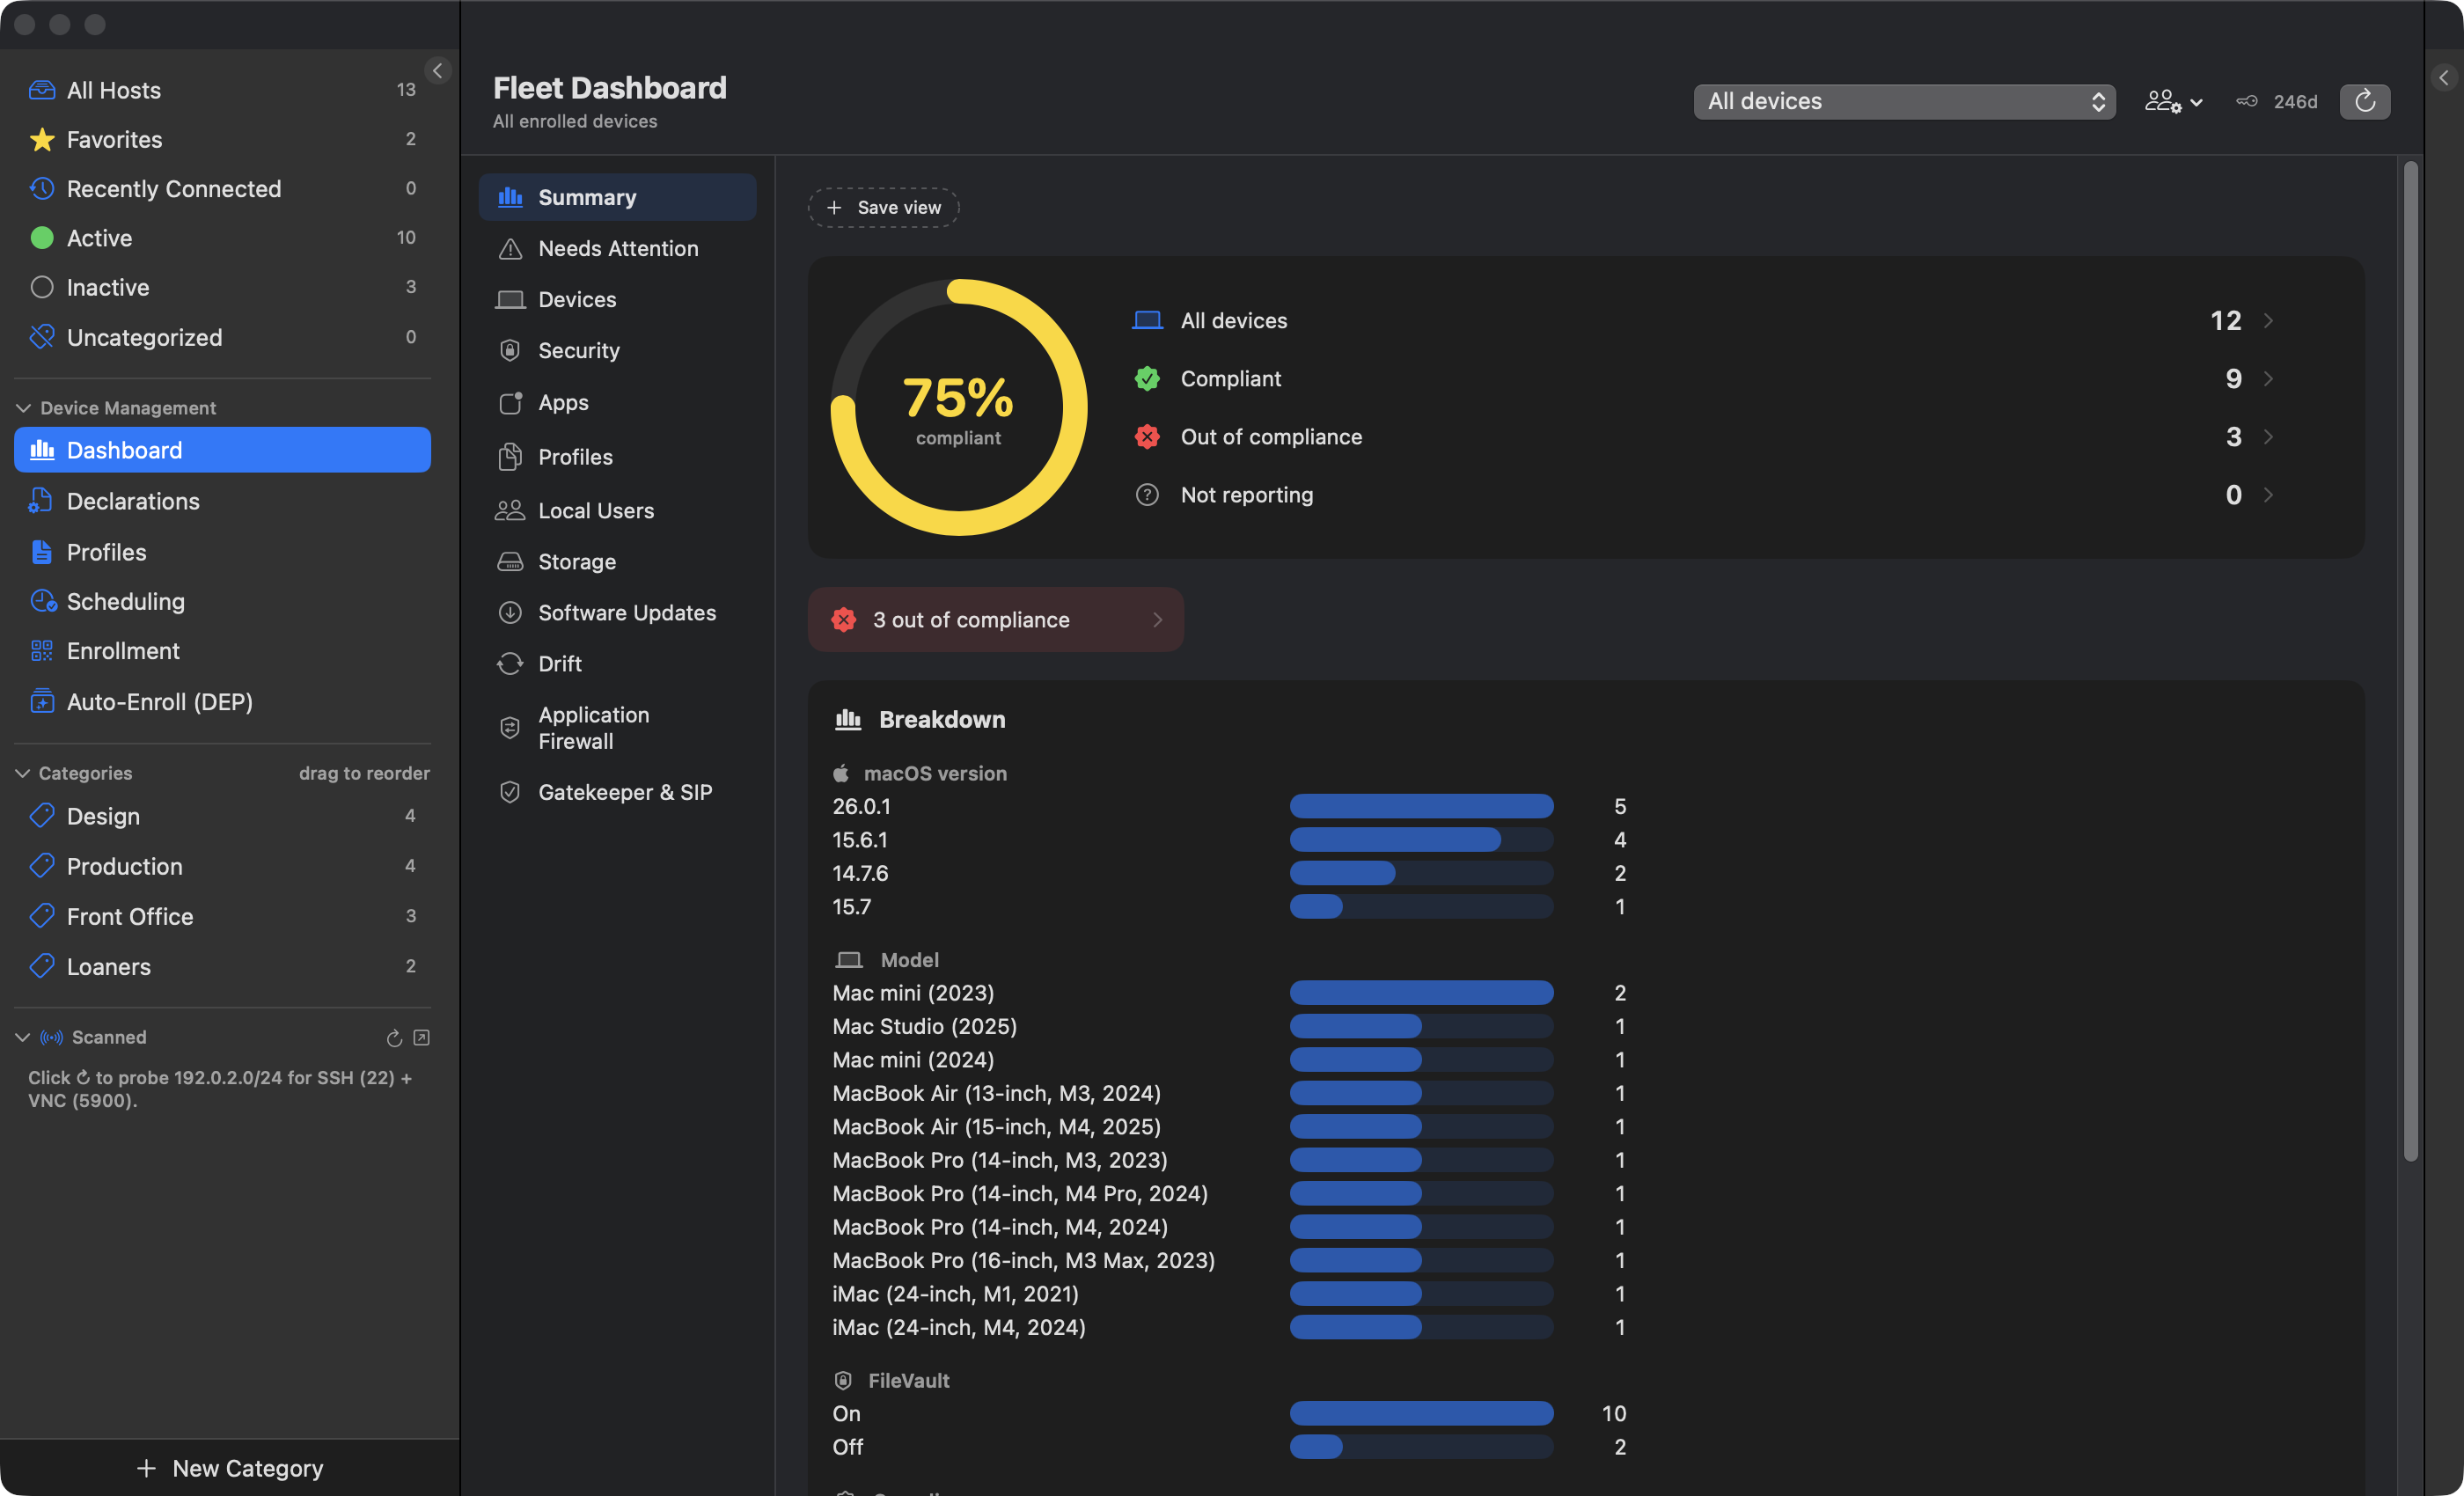 All Hosts 13
Favorites 2
Recently Connected 0
Active 10
Inactive 3
Uncategorized 0
Device Management
Dashboard
Declarations
Profiles
Scheduling
Enrollment
Auto-Enroll (DEP)
Categories drag to reorder
Design 4
Production 4
Front Office 3
Loaners 2
Scanned
Click ↻ to probe 192.0.2.0/24 for SSH (22) +
VNC (5900).
+ New Category
Fleet Dashboard
All enrolled devices
All devices
246d
Summary
Needs Attention
Devices
Security
Apps
Profiles
Local Users
Storage
Software Updates
Drift
Application
Firewall
Gatekeeper & SIP
+ Save view
75%
compliant
All devices 12
Compliant 9
Out of compliance 3
Not reporting 0
3 out of compliance
Breakdown
macOS version
26.0.1 5
15.6.1 4
14.7.6 2
15.7 1
Model
Mac mini (2023) 2
Mac Studio (2025) 1
Mac mini (2024) 1
MacBook Air (13-inch, M3, 2024) 1
MacBook Air (15-inch, M4, 2025) 1
MacBook Pro (14-inch, M3, 2023) 1
MacBook Pro (14-inch, M4 Pro, 2024) 1
MacBook Pro (14-inch, M4, 2024) 1
MacBook Pro (16-inch, M3 Max, 2023) 1
iMac (24-inch, M1, 2021) 1
iMac (24-inch, M4, 2024) 1
FileVault
On 10
Off 2